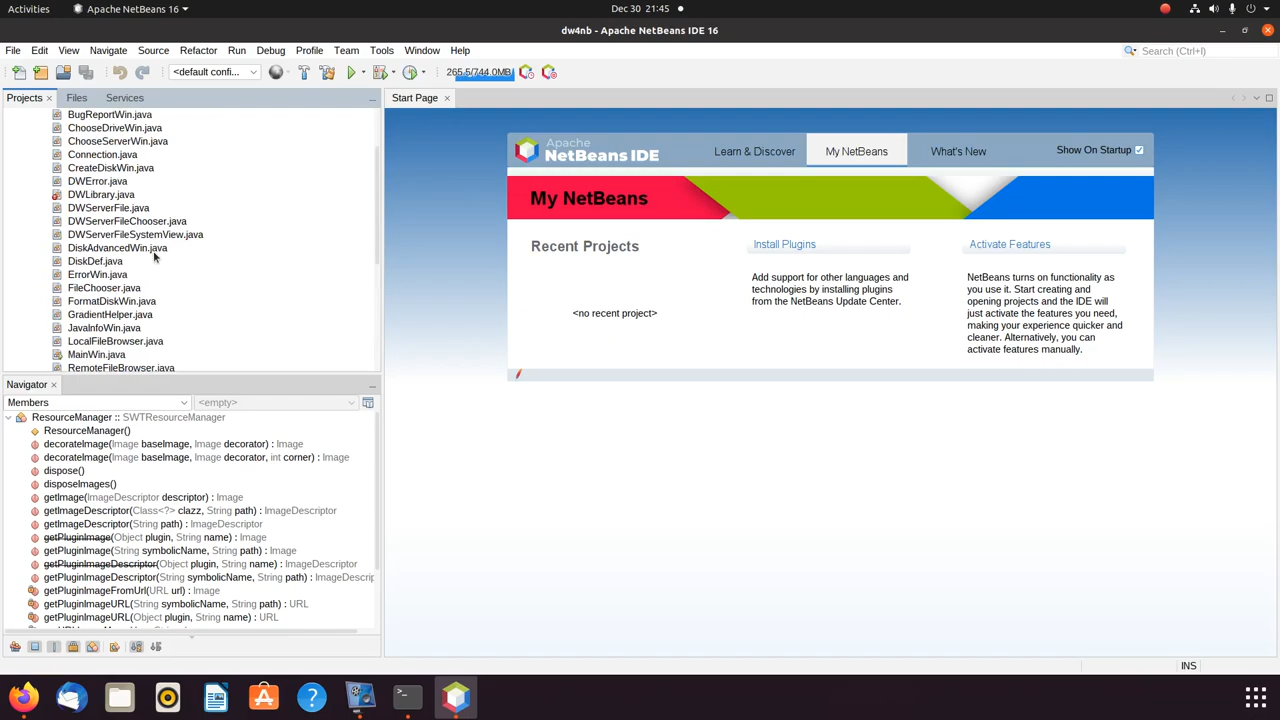 Activities
Apache NetBeans 16
Dec 30 21:45
dw4nb - Apache NetBeans IDE 16
File Edit View Navigate Source Refactor Run Debug Profile Team Tools Window Help
Search (Ctrl+I)
<default confi...
265.5/744.0MB
Projects
Files
Services
Start Page
BugReportWin.java
ChooseDriveWin.java
ChooseServerWin.java
Connection.java
CreateDiskWin.java
DWError.java
DWLibrary.java
DWServerFile.java
DWServerFileChooser.java
DWServerFileSystemView.java
DiskAdvancedWin.java
DiskDef.java
ErrorWin.java
FileChooser.java
FormatDiskWin.java
GradientHelper.java
JavaInfoWin.java
LocalFileBrowser.java
MainWin.java
RemoteFileBrowser.java
Apache
NetBeans IDE
Learn & Discover
My NetBeans
What's New
Show On Startup
My NetBeans
Recent Projects
<no recent project>
Install Plugins
Add support for other languages and
technologies by installing plugins
from the NetBeans Update Center.
Activate Features
NetBeans turns on functionality as
you use it. Start creating and
opening projects and the IDE will
just activate the features you need,
making your experience quicker and
cleaner. Alternatively, you can
activate features manually.
Navigator
Members
<empty>
ResourceManager :: SWTResourceManager
ResourceManager()
decorateImage(Image baseImage, Image decorator) : Image
decorateImage(Image baseImage, Image decorator, int corner) : Image
dispose()
disposeImages()
getImage(ImageDescriptor descriptor) : Image
getImageDescriptor(Class<?> clazz, String path) : ImageDescriptor
getImageDescriptor(String path) : ImageDescriptor
getPluginImage(Object plugin, String name) : Image
getPluginImage(String symbolicName, String path) : Image
getPluginImageDescriptor(Object plugin, String name) : ImageDescriptor
getPluginImageDescriptor(String symbolicName, String path) : ImageDescrip
getPluginImageFromUrl(URL url) : Image
getPluginImageURL(String symbolicName, String path) : URL
getPluginImageURL(Object plugin, String name) : URL
INS